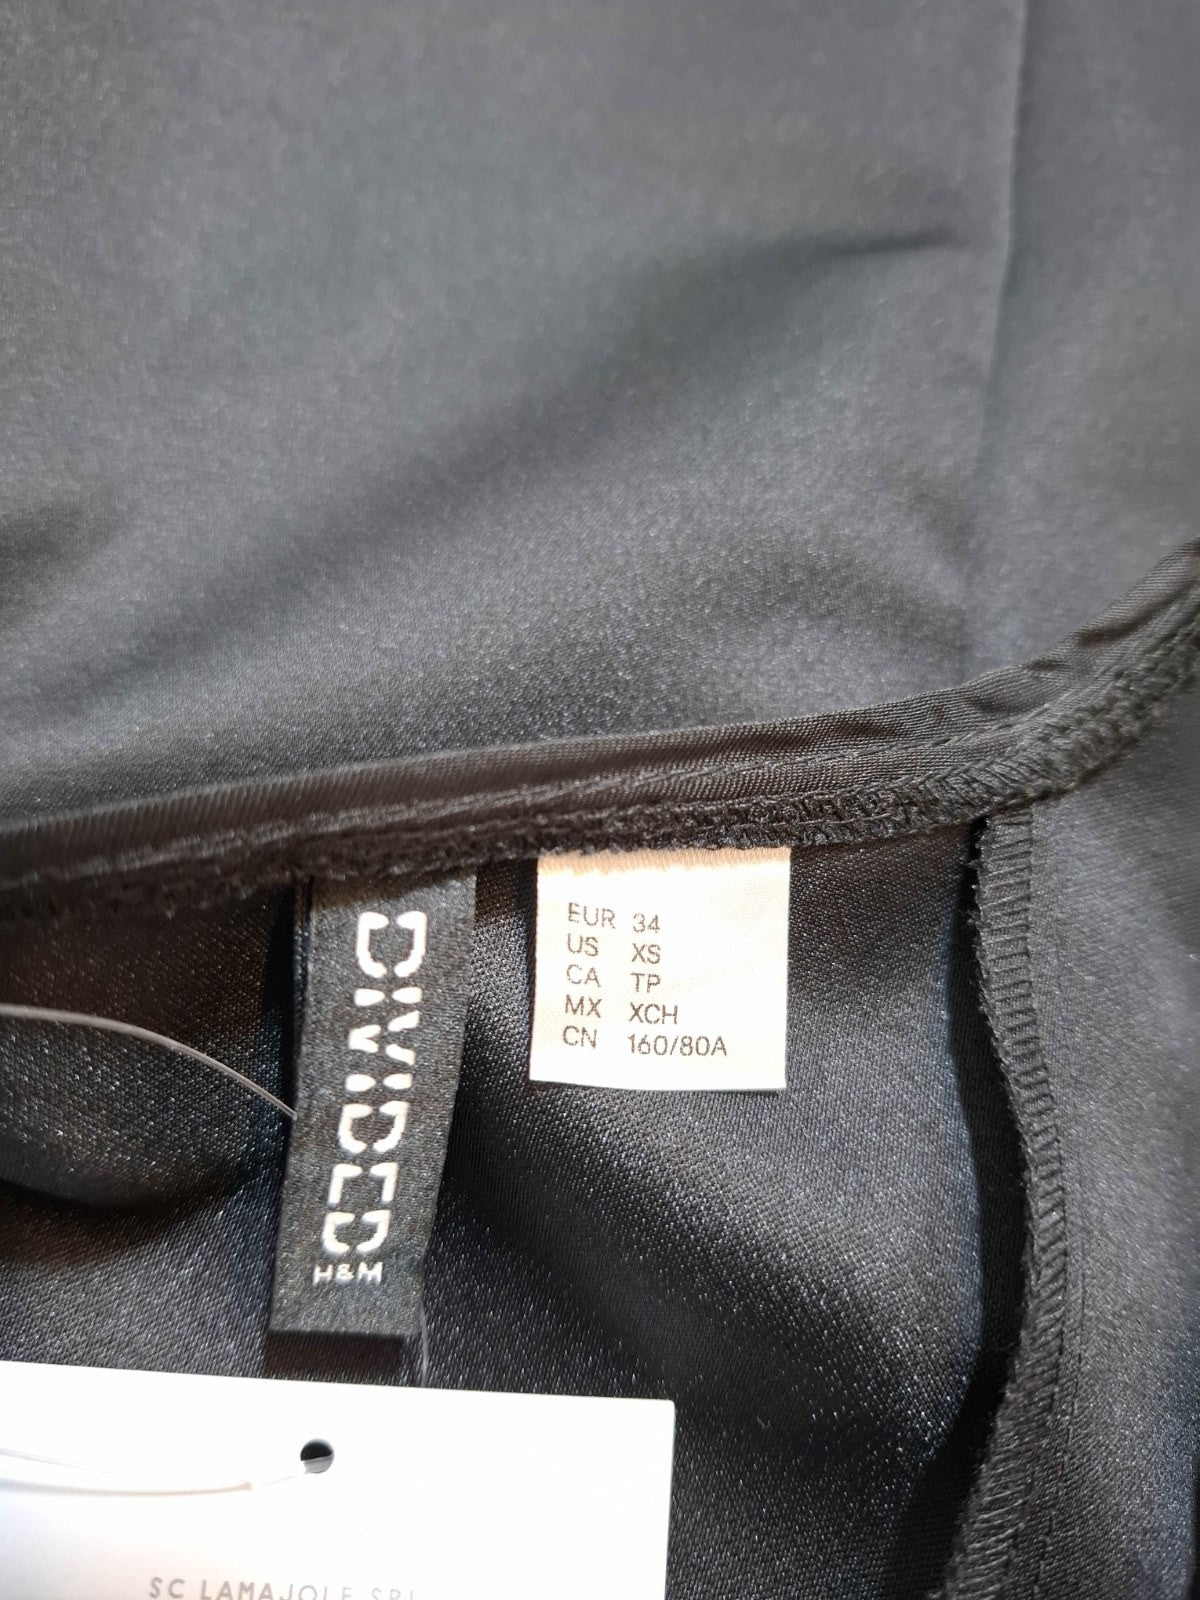 DIVIDED
H&M
EUR 34
US XS
CA TP
MX XCH
CN 160/80A
SC LAMAJOLE SRL